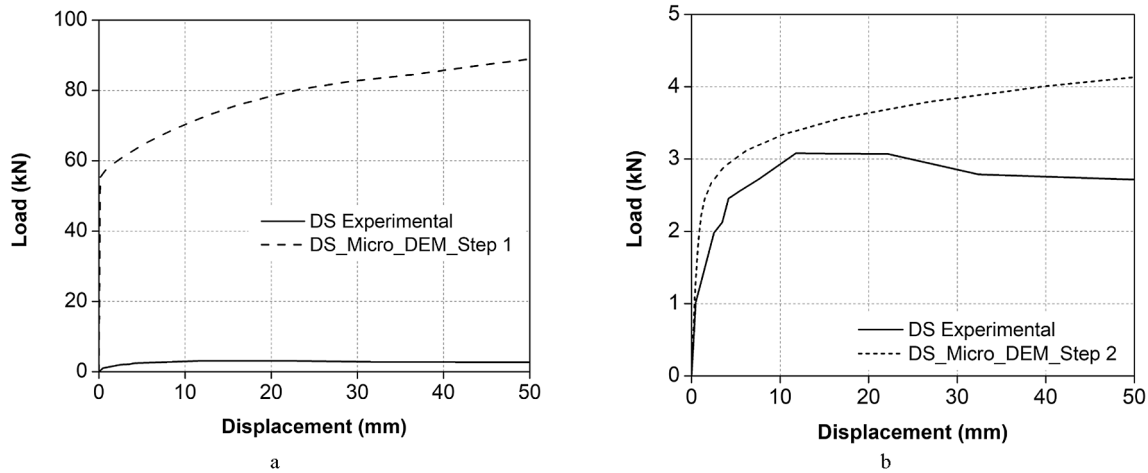 100
80
60
40
20
0
Load (kN)
DS Experimental
DS_Micro_DEM_Step 1
0 10 20 30 40 50
Displacement (mm)
a
5
4
3
2
1
0
Load (kN)
DS Experimental
DS_Micro_DEM_Step 2
0 10 20 30 40 50
Displacement (mm)
b